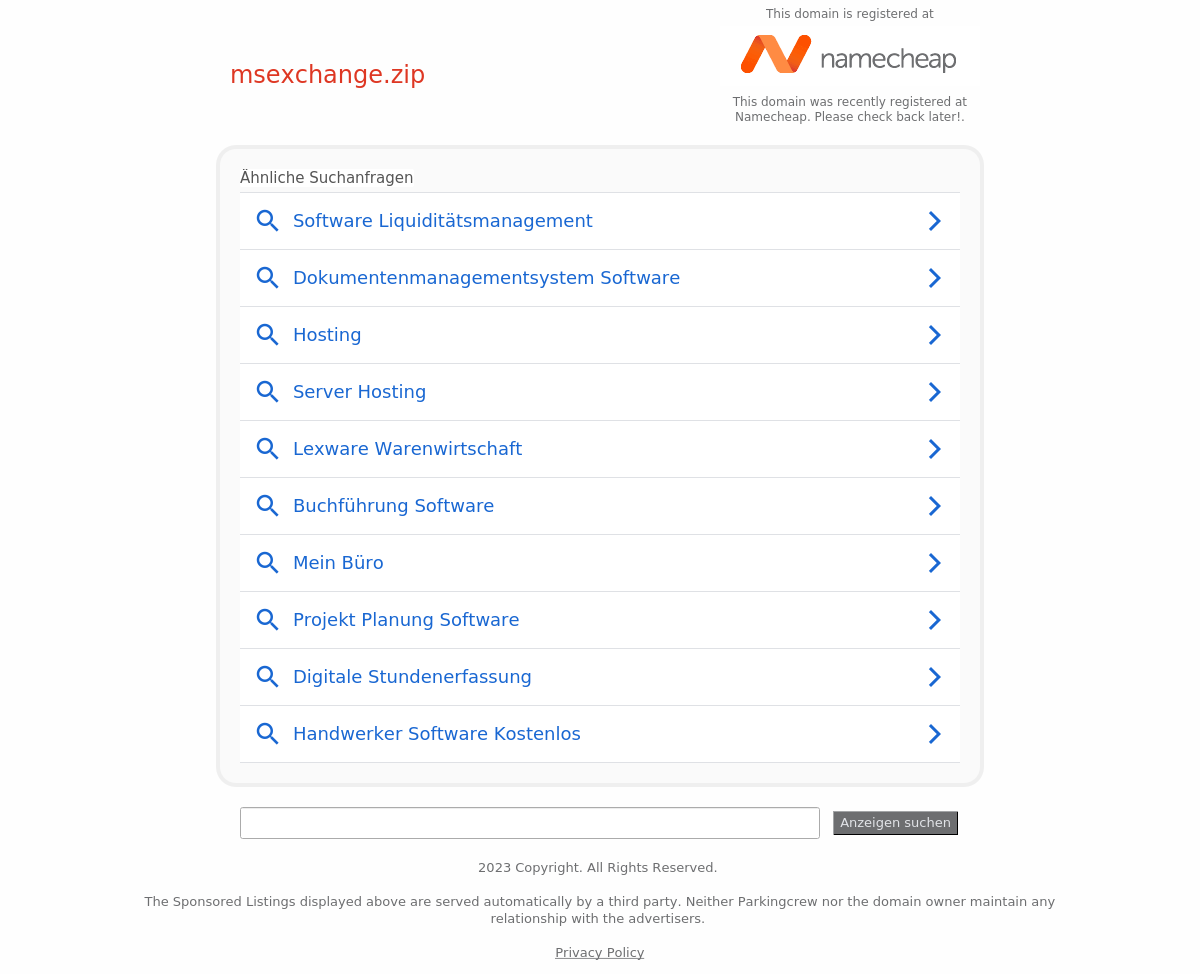 This domain is registered at
namecheap
msexchange.zip
This domain was recently registered at
Namecheap. Please check back later!.
Ähnliche Suchanfragen
Software Liquiditätsmanagement
Dokumentenmanagementsystem Software
Hosting
Server Hosting
Lexware Warenwirtschaft
Buchführung Software
Mein Büro
Projekt Planung Software
Digitale Stundenerfassung
Handwerker Software Kostenlos
Anzeigen suchen
2023 Copyright. All Rights Reserved.
The Sponsored Listings displayed above are served automatically by a third party. Neither Parkingcrew nor the domain owner maintain any
relationship with the advertisers.
Privacy Policy